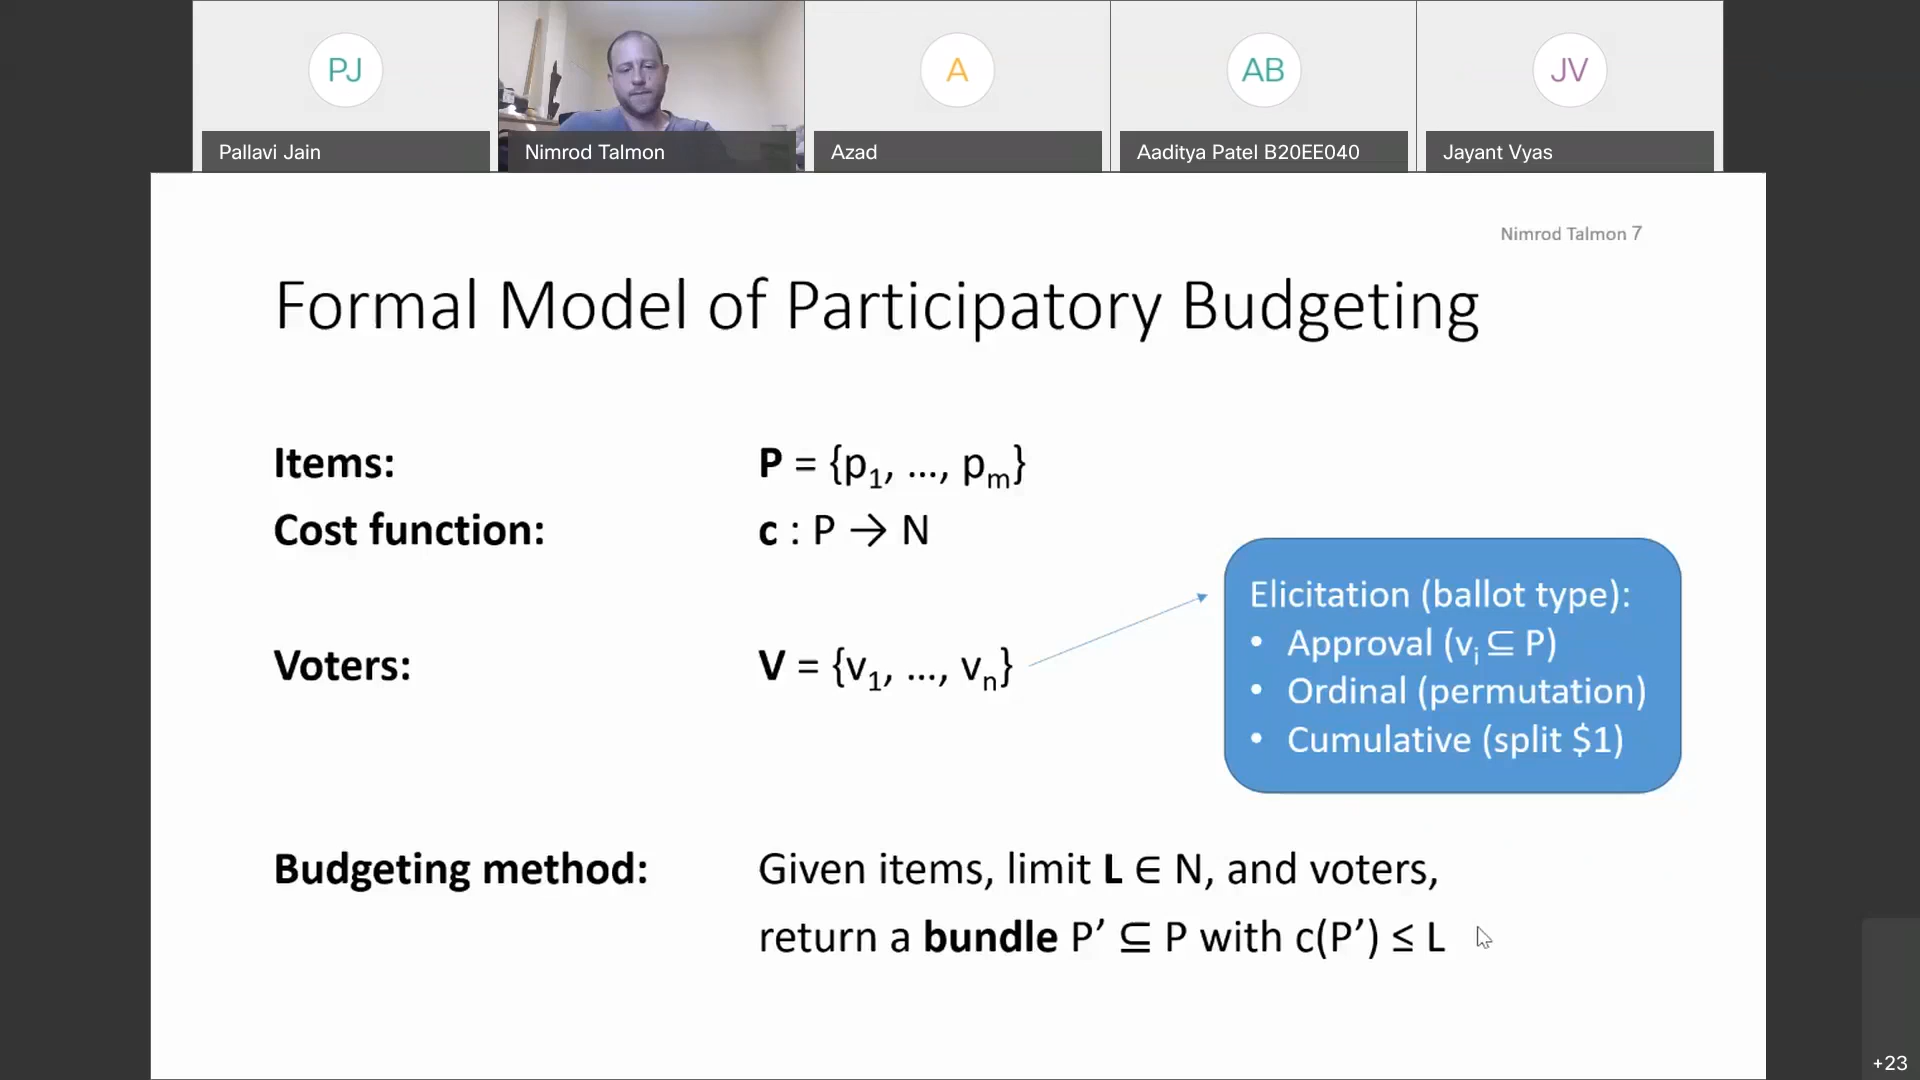 PJ
A
AB
JV
Pallavi Jain
Nimrod Talmon
Azad
Aaditya Patel B20EE040
Jayant Vyas
Nimrod Talmon 7
Formal Model of Participatory Budgeting
Items: P = {p1, ..., pm}
Cost function: c : P → N
Voters: V = {v1, ..., vn}
Elicitation (ballot type):
• Approval (vi ⊆ P)
• Ordinal (permutation)
• Cumulative (split $1)
Budgeting method: Given items, limit L ∈ N, and voters,
return a bundle P’ ⊆ P with c(P’) ≤ L
+23